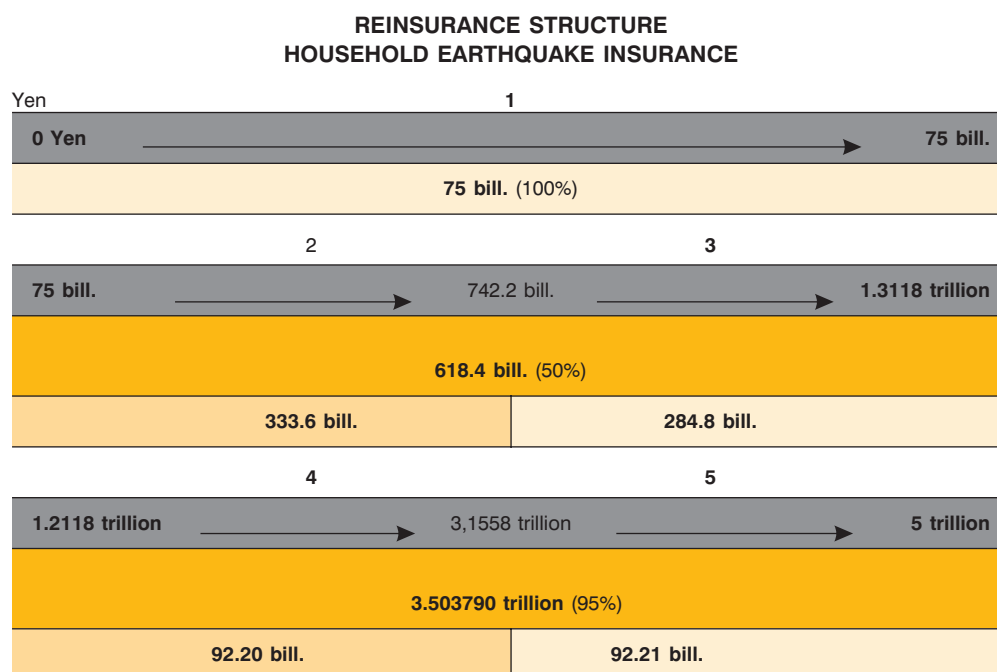 REINSURANCE STRUCTURE
HOUSEHOLD EARTHQUAKE INSURANCE
Yen 1
0 Yen 75 bill.
75 bill. (100%)
2 3
75 bill. 742.2 bill. 1.3118 trillion
618.4 bill. (50%)
333.6 bill. 284.8 bill.
4 5
1.2118 trillion 3,1558 trillion 5 trillion
3.503790 trillion (95%)
92.20 bill. 92.21 bill.